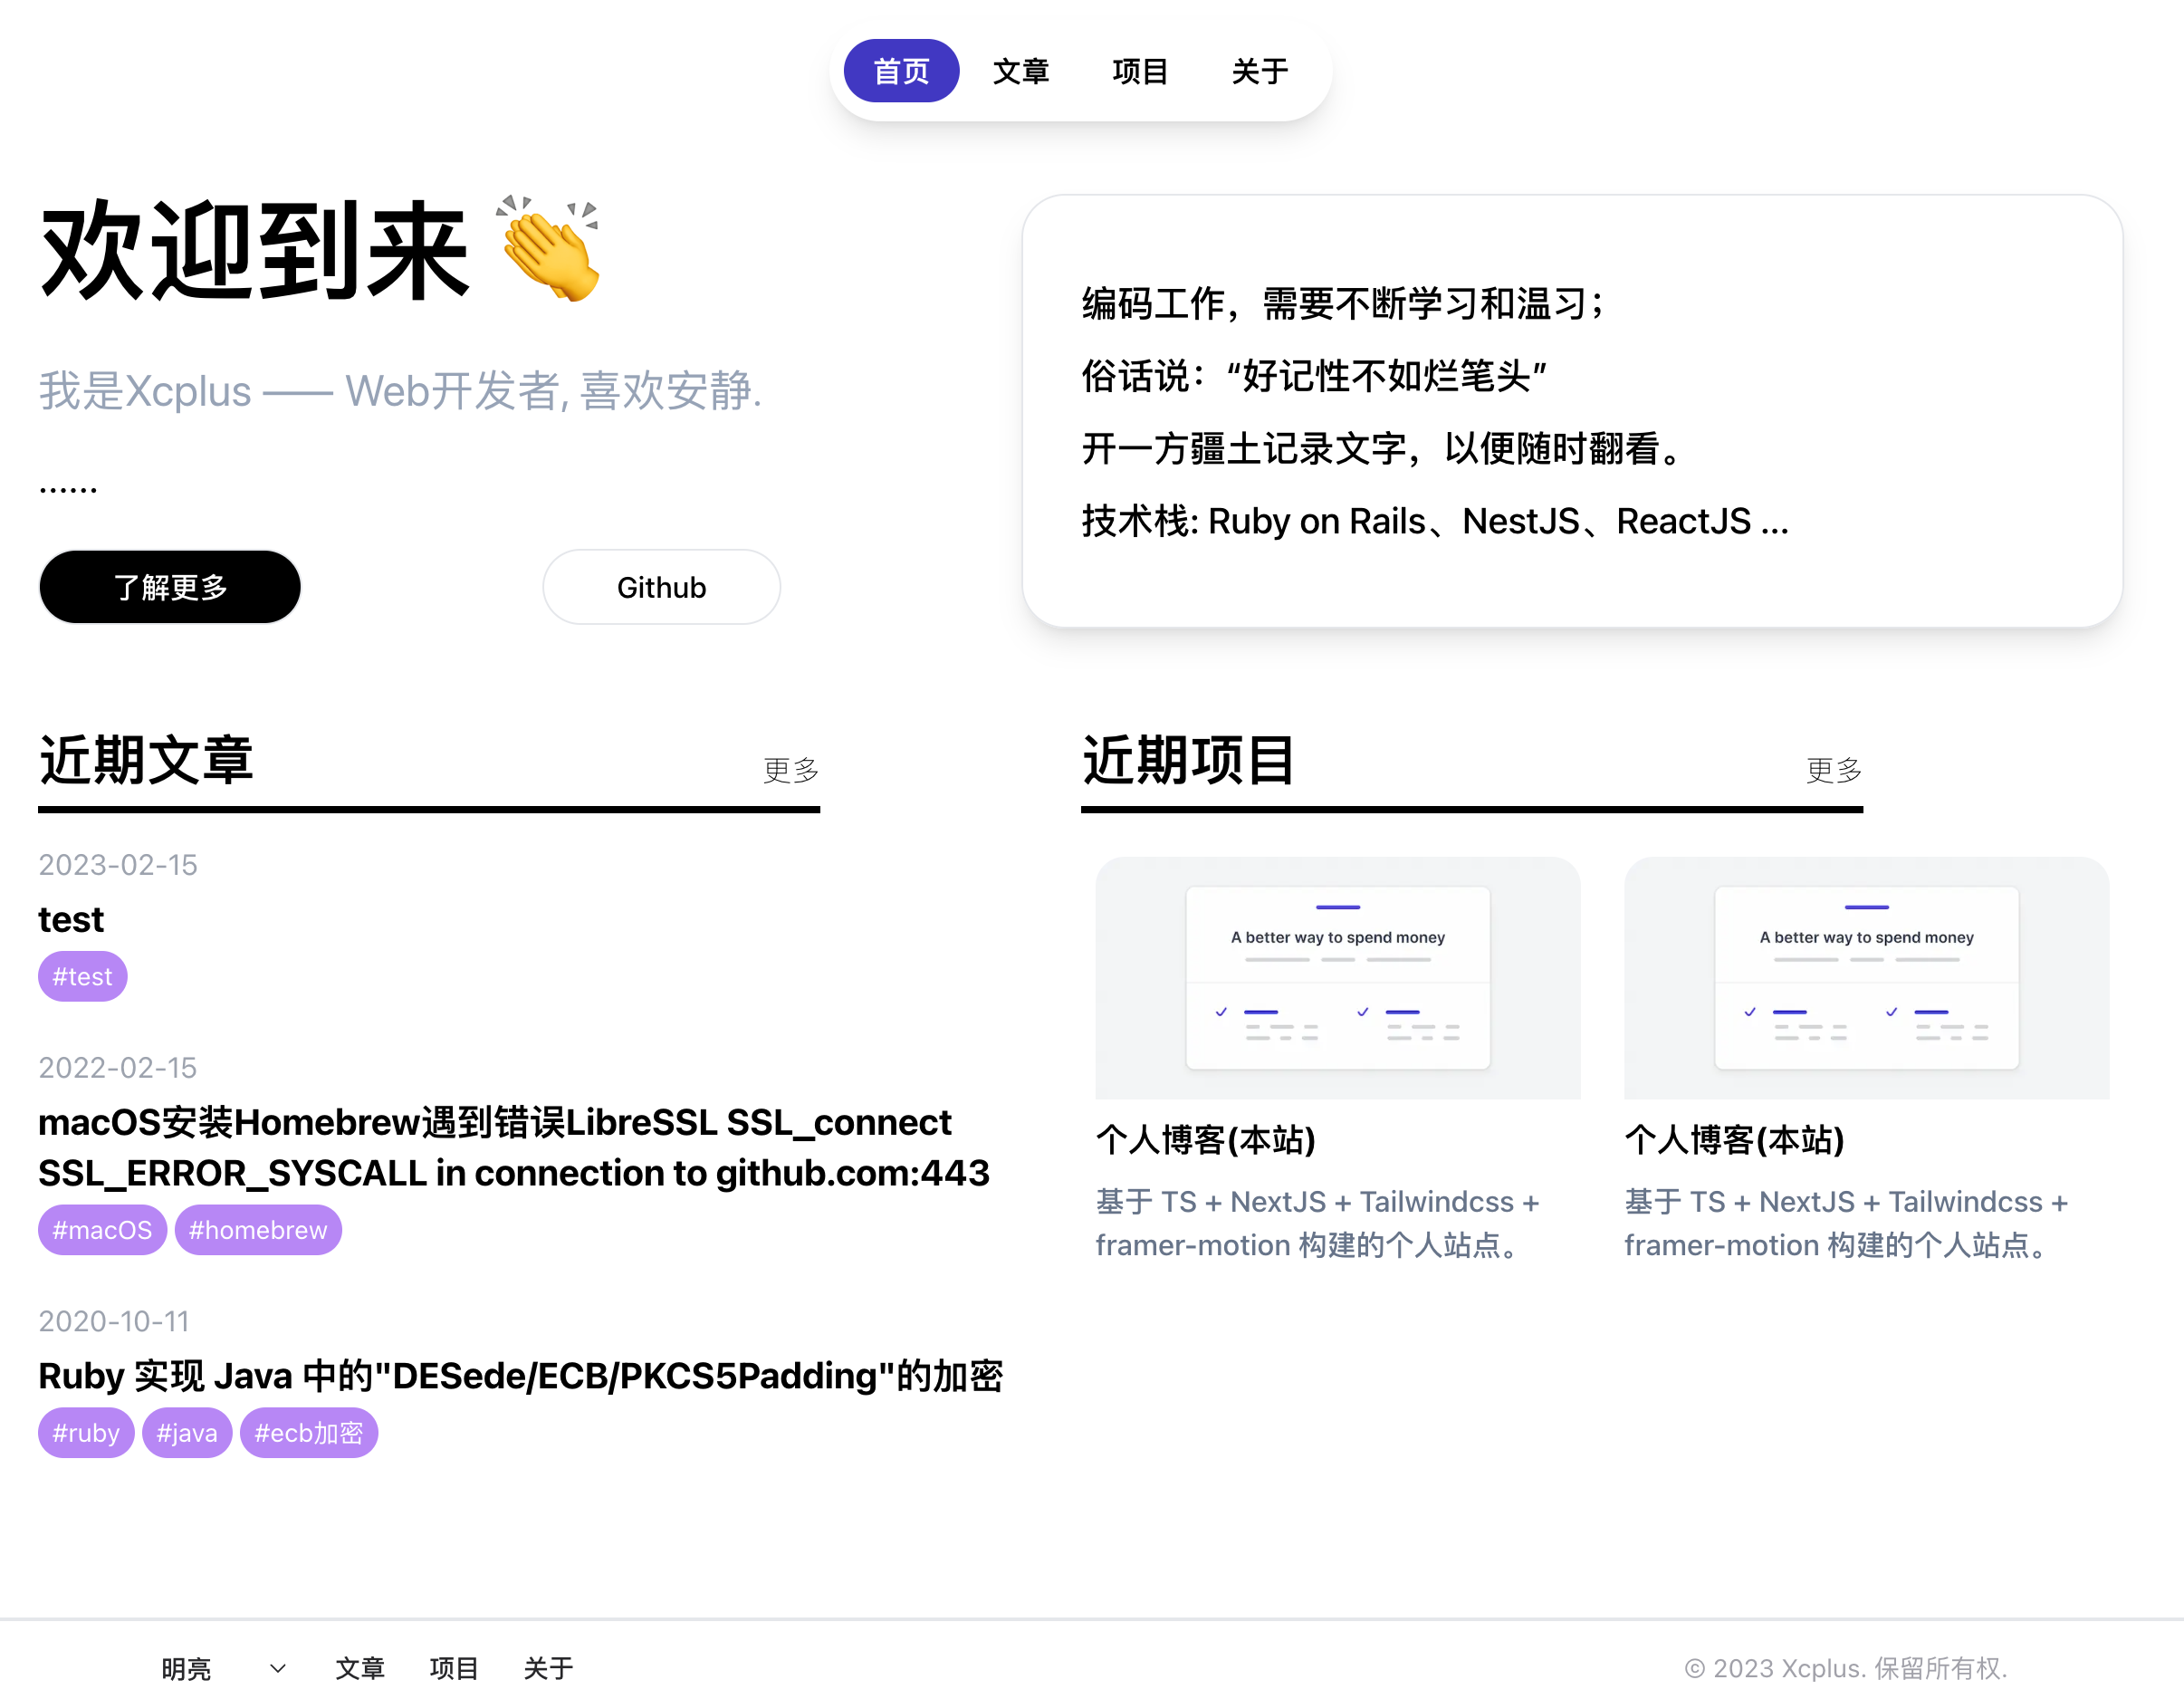 首页 文章 项目 关于
欢迎到来 👏
我是Xcplus —— Web开发者, 喜欢安静.
......
了解更多
Github
编码工作，需要不断学习和温习；
俗话说：“好记性不如烂笔头”
开一方疆土记录文字，以便随时翻看。
技术栈: Ruby on Rails、NestJS、ReactJS ...
近期文章
更多
2023-02-15
test
#test
2022-02-15
macOS安装Homebrew遇到错误LibreSSL SSL_connect
SSL_ERROR_SYSCALL in connection to github.com:443
#macOS #homebrew
2020-10-11
Ruby 实现 Java 中的"DESede/ECB/PKCS5Padding"的加密
#ruby #java #ecb加密
近期项目
更多
A better way to spend money
个人博客(本站)
基于 TS + NextJS + Tailwindcss +
framer-motion 构建的个人站点。
A better way to spend money
个人博客(本站)
基于 TS + NextJS + Tailwindcss +
framer-motion 构建的个人站点。
明亮 文章 项目 关于
© 2023 Xcplus. 保留所有权.